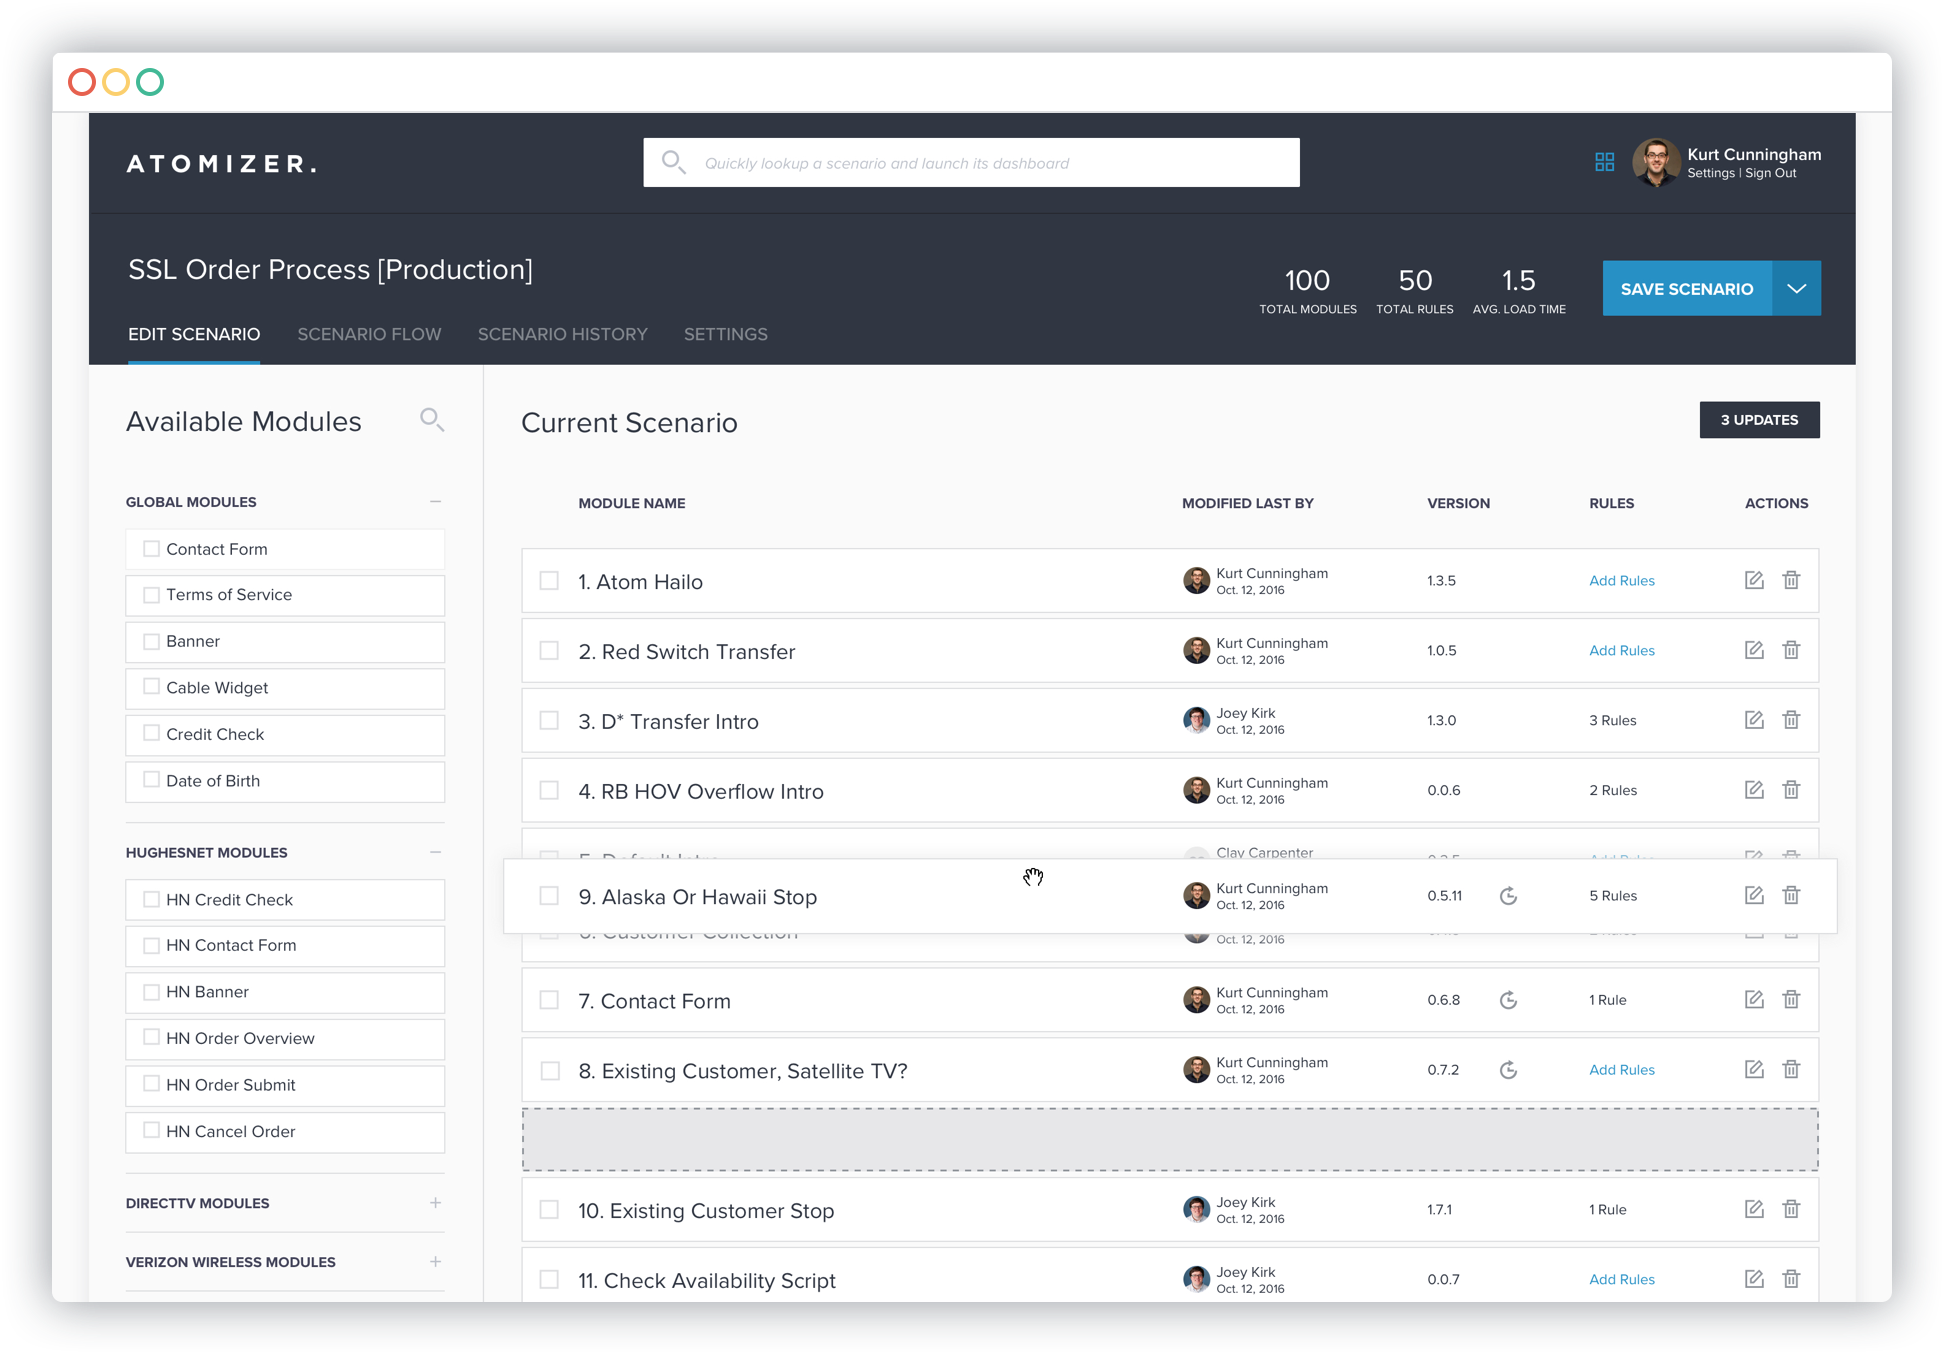 ATOMIZER.
Quickly lookup a scenario and launch its dashboard
Kurt Cunningham
Settings | Sign Out
SSL Order Process [Production]
100
TOTAL MODULES
50
TOTAL RULES
1.5
AVG. LOAD TIME
SAVE SCENARIO
EDIT SCENARIO
SCENARIO FLOW
SCENARIO HISTORY
SETTINGS
Available Modules
GLOBAL MODULES
Contact Form
Terms of Service
Banner
Cable Widget
Credit Check
Date of Birth
HUGHESNET MODULES
HN Credit Check
HN Contact Form
HN Banner
HN Order Overview
HN Order Submit
HN Cancel Order
DIRECTTV MODULES
VERIZON WIRELESS MODULES
Current Scenario
3 UPDATES
MODULE NAME
MODIFIED LAST BY
VERSION
RULES
ACTIONS
1. Atom Hailo
Kurt Cunningham
Oct. 12, 2016
1.3.5
Add Rules
2. Red Switch Transfer
Kurt Cunningham
Oct. 12, 2016
1.0.5
Add Rules
3. D* Transfer Intro
Joey Kirk
Oct. 12, 2016
1.3.0
3 Rules
4. RB HOV Overflow Intro
Kurt Cunningham
Oct. 12, 2016
0.0.6
2 Rules
5. Default Intro
Clay Carpenter
Add Rules
9. Alaska Or Hawaii Stop
Kurt Cunningham
Oct. 12, 2016
0.5.11
5 Rules
6. Customer Collection
Oct. 12, 2016
7. Contact Form
Kurt Cunningham
Oct. 12, 2016
0.6.8
1 Rule
8. Existing Customer, Satellite TV?
Kurt Cunningham
Oct. 12, 2016
0.7.2
Add Rules
10. Existing Customer Stop
Joey Kirk
Oct. 12, 2016
1.7.1
1 Rule
11. Check Availability Script
Joey Kirk
Oct. 12, 2016
0.0.7
Add Rules